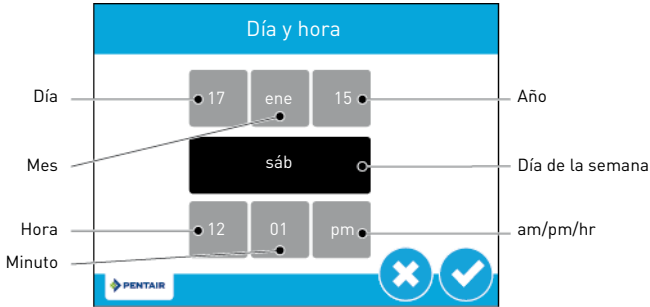 Día y hora
Día
17
ene
15
Año
Mes
sáb
Día de la semana
Hora
12
01
pm
am/pm/hr
Minuto
PENTAIR